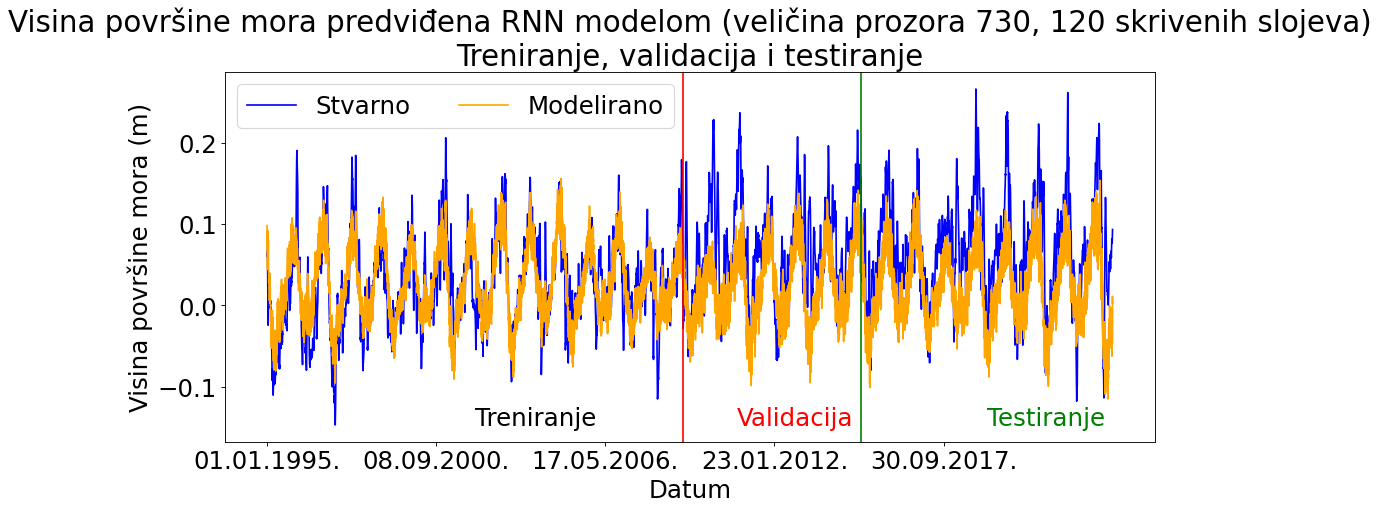 Visina površine mora predviđena RNN modelom (veličina prozora 730, 120 skrivenih slojeva)
Treniranje, validacija i testiranje
Stvarno Modelirano
Visina površine mora (m)
0.2
0.1
0.0
−0.1
Treniranje Validacija Testiranje
01.01.1995. 08.09.2000. 17.05.2006. 23.01.2012. 30.09.2017.
Datum